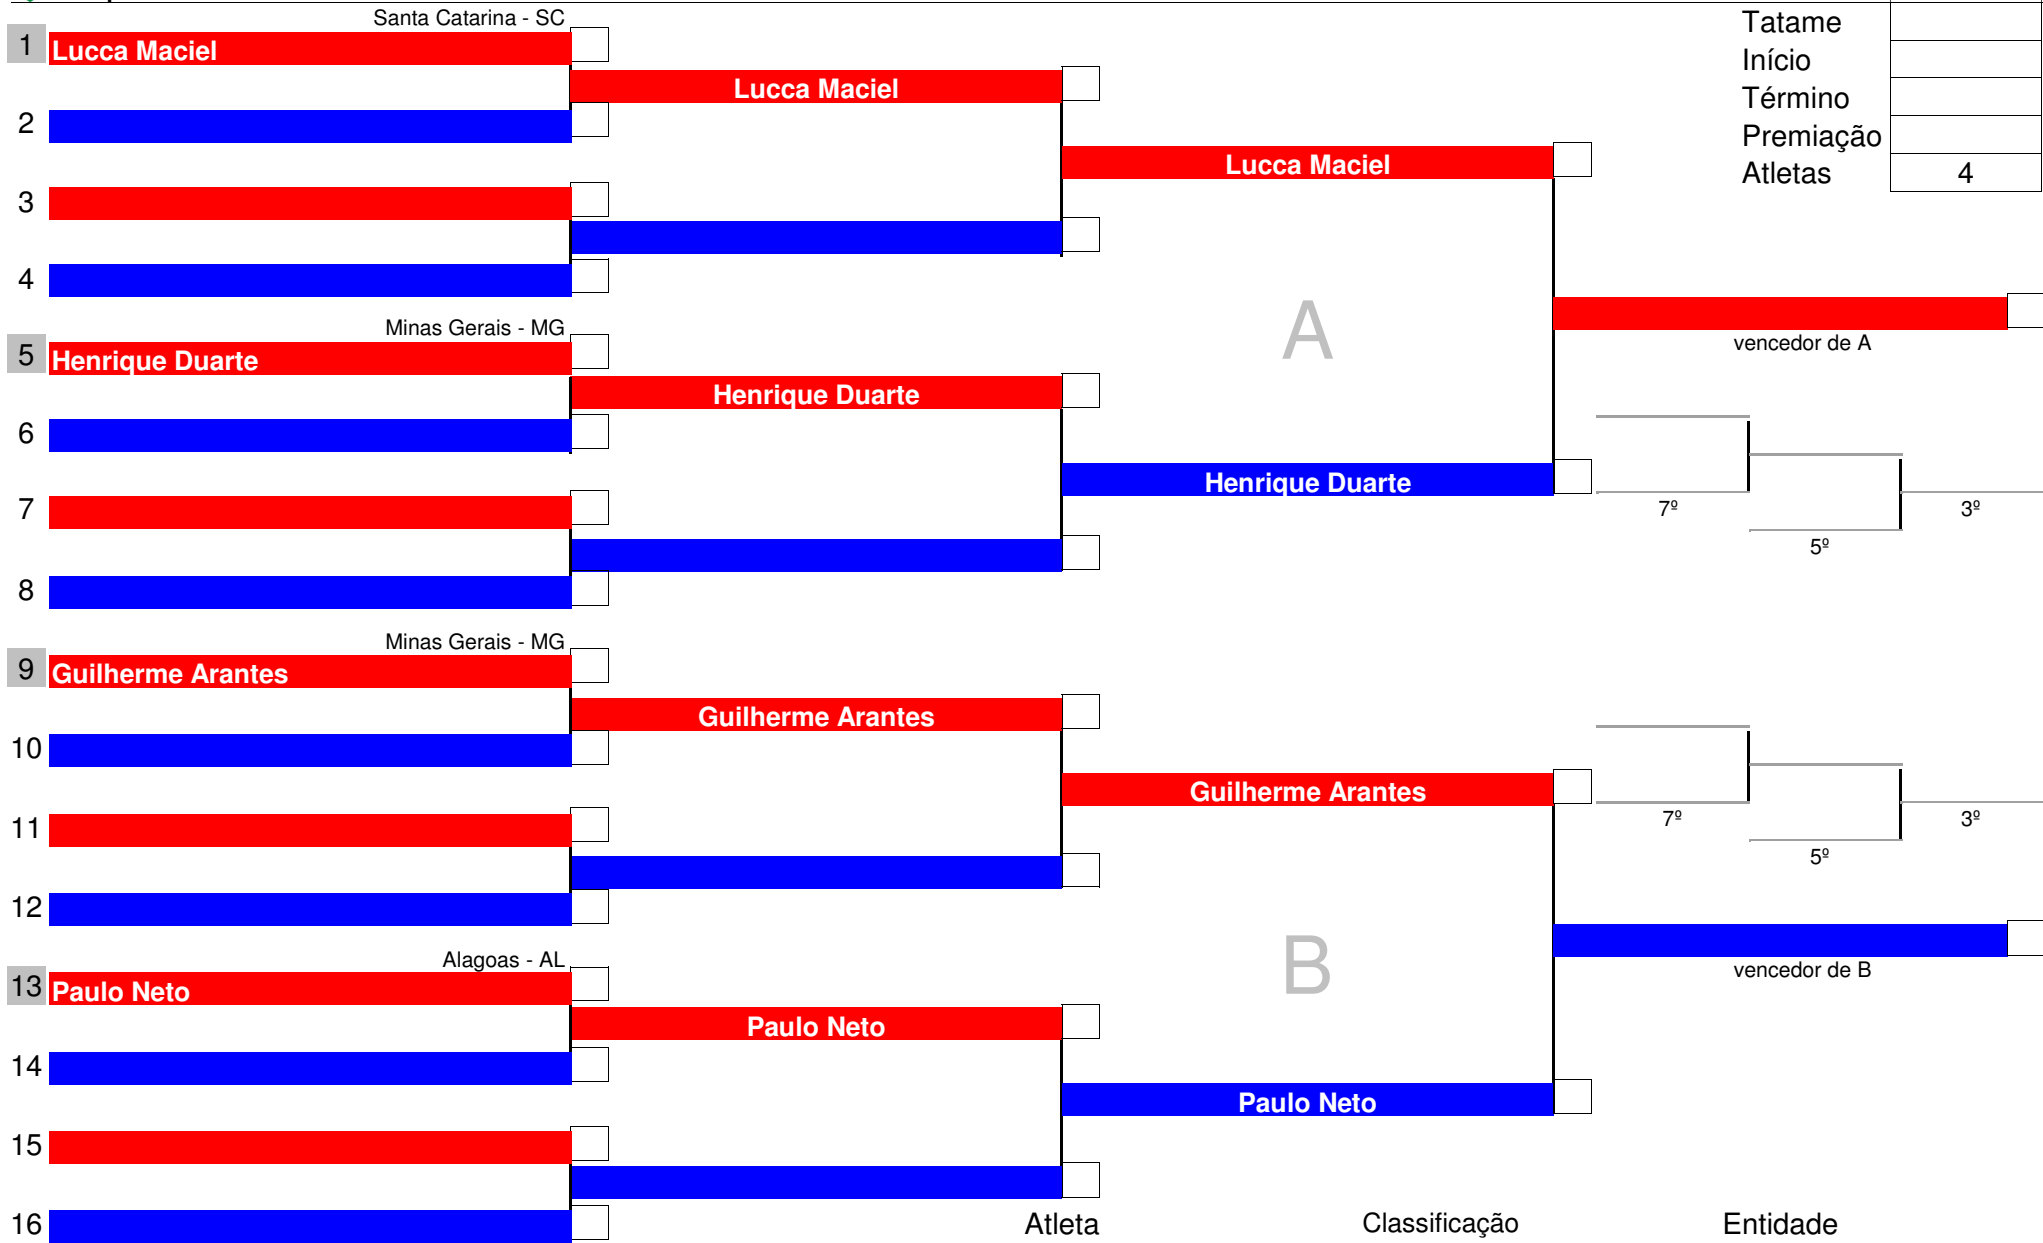 Santa Catarina - SC
Tatame
1 Lucca Maciel
Início
Lucca Maciel
Término
2
Premiação
Lucca Maciel
Atletas 4
3
4
Minas Gerais - MG
A
vencedor de A
5 Henrique Duarte
Henrique Duarte
6
Henrique Duarte
7
7º 3º
5º
8
Minas Gerais - MG
9 Guilherme Arantes
Guilherme Arantes
10
Guilherme Arantes
11
7º 3º
5º
12
Alagoas - AL
B
vencedor de B
13 Paulo Neto
Paulo Neto
14
Paulo Neto
15
16
Atleta Classificação Entidade